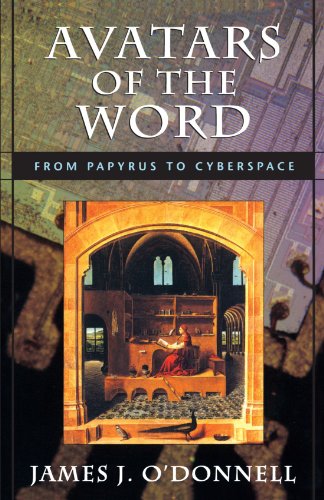 AVATARS
OF THE
WORD
FROM PAPYRUS TO CYBERSPACE
JAMES J. O'DONNELL